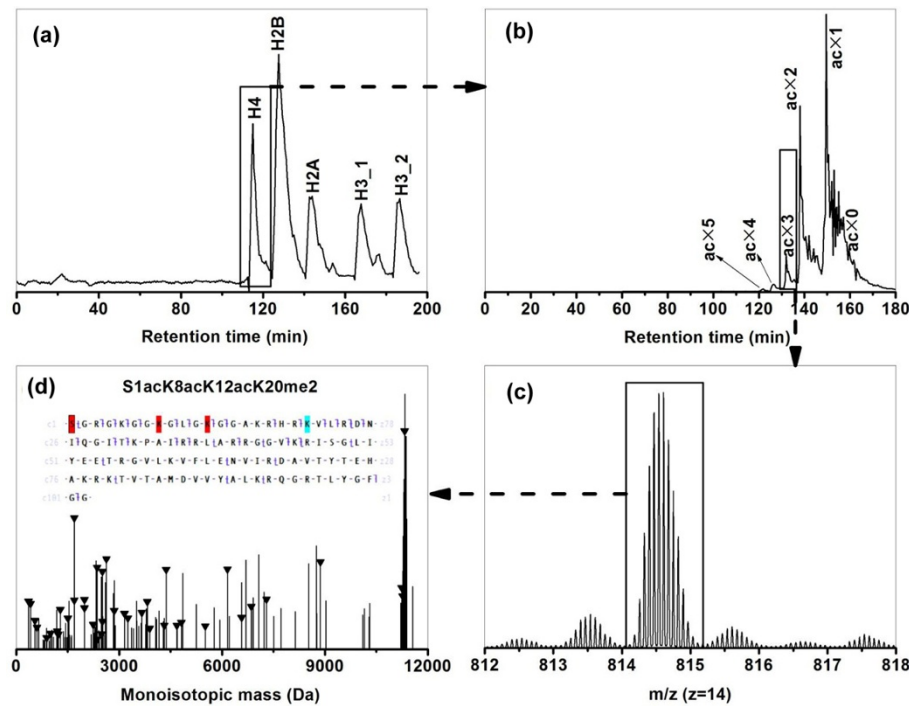 (a)
H4
H2B
H2A
H3_1
H3_2
0 40 80 120 160 200
Retention time (min)
(b)
ac×5
ac×4
ac×3
ac×2
ac×1
ac×0
0 20 40 60 80 100 120 140 160 180
Retention time (min)
(d)
S1acK8acK12acK20me2
S-G-R-G-K-G-G-K-G-L-G-K-G-G-A-K-R-H-R-K-V-L-R-D-N-
I-Q-G-I-T-K-P-A-I-R-R-L-A-R-R-G-G-V-K-R-I-S-G-L-I-
Y-E-E-T-R-G-V-L-K-V-F-L-E-N-V-I-R-D-A-V-T-Y-T-E-H
A-K-R-K-T-V-T-A-M-D-V-V-Y-A-L-K-R-Q-G-R-T-L-Y-G-F
G-G-
0 3000 6000 9000 12000
Monoisotopic mass (Da)
(c)
812 813 814 815 816 817 818
m/z (z=14)